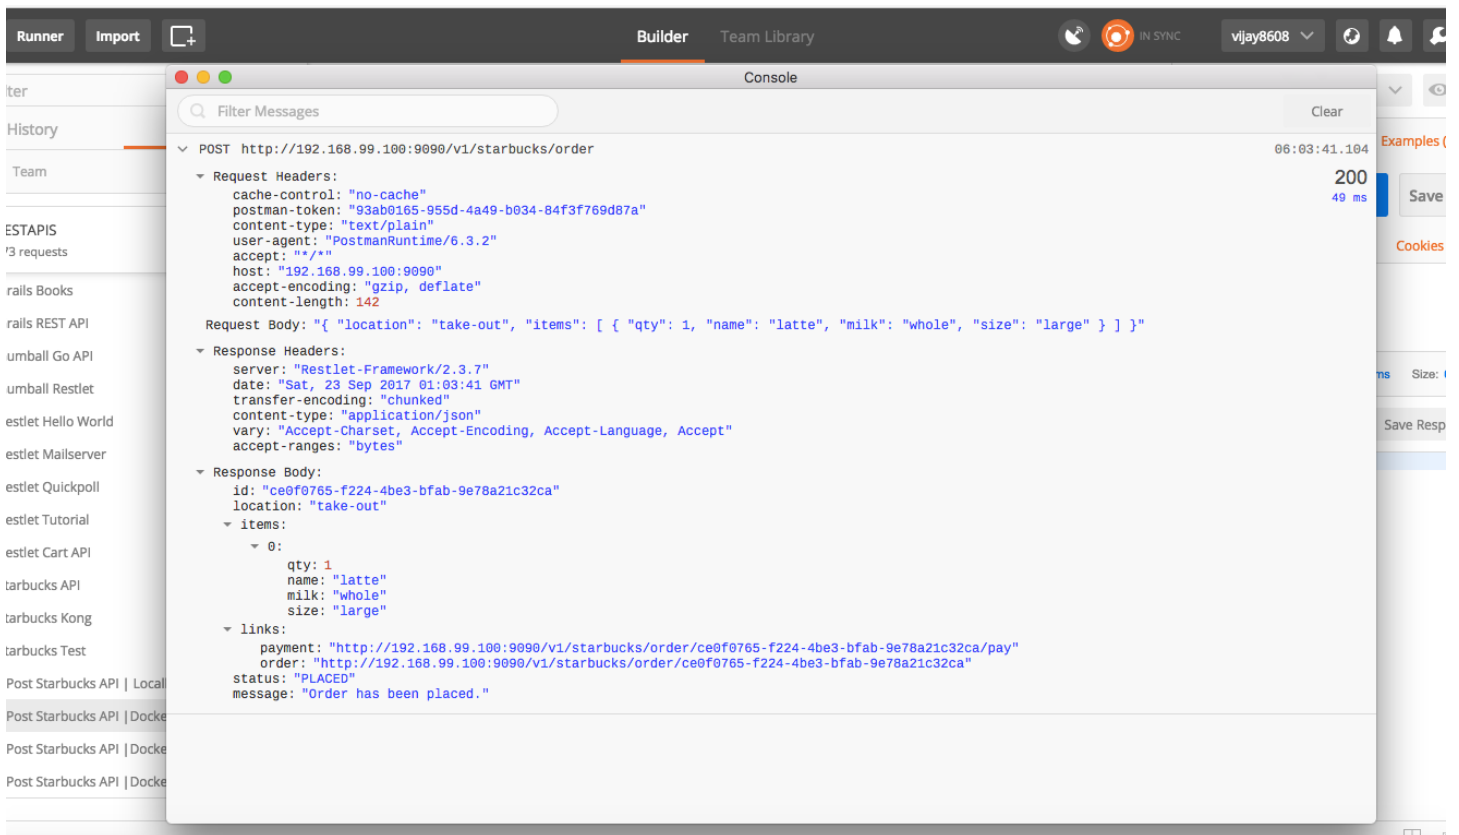 Runner Import Builder Team Library IN SYNC vijay8608
Console
Filter Messages Clear
History
Team
73 requests
POST http://192.168.99.100:9090/v1/starbucks/order 06:03:41.104
Examples (
Request Headers: 200
cache-control: "no-cache" 49 ms
Save
postman-token: "93ab0165-955d-4a49-b034-84f3f769d87a"
content-type: "text/plain"
user-agent: "PostmanRuntime/6.3.2"
Cookies
accept: "*/*"
host: "192.168.99.100:9090"
accept-encoding: "gzip, deflate"
content-length: 142
Request Body: "{ "location": "take-out", "items": [ { "qty": 1, "name": "latte", "milk": "whole", "size": "large" } ] }"
Response Headers:
server: "Restlet-Framework/2.3.7"
ms Size:
date: "Sat, 23 Sep 2017 01:03:41 GMT"
transfer-encoding: "chunked"
content-type: "application/json"
Save Resp
vary: "Accept-Charset, Accept-Encoding, Accept-Language, Accept"
accept-ranges: "bytes"
Response Body:
id: "ce0f0765-f224-4be3-bfab-9e78a21c32ca"
location: "take-out"
items:
0:
qty: 1
name: "latte"
milk: "whole"
size: "large"
links:
payment: "http://192.168.99.100:9090/v1/starbucks/order/ce0f0765-f224-4be3-bfab-9e78a21c32ca/pay"
order: "http://192.168.99.100:9090/v1/starbucks/order/ce0f0765-f224-4be3-bfab-9e78a21c32ca"
status: "PLACED"
message: "Order has been placed."
lter
ESTAPIS
rails Books
rails REST API
umball Go API
umball Restlet
estlet Hello World
estlet Mailserver
estlet Quickpoll
estlet Tutorial
estlet Cart API
tarbucks API
tarbucks Kong
tarbucks Test
Post Starbucks API | Locall
Post Starbucks API |Docke
Post Starbucks API |Docke
Post Starbucks API |Docke